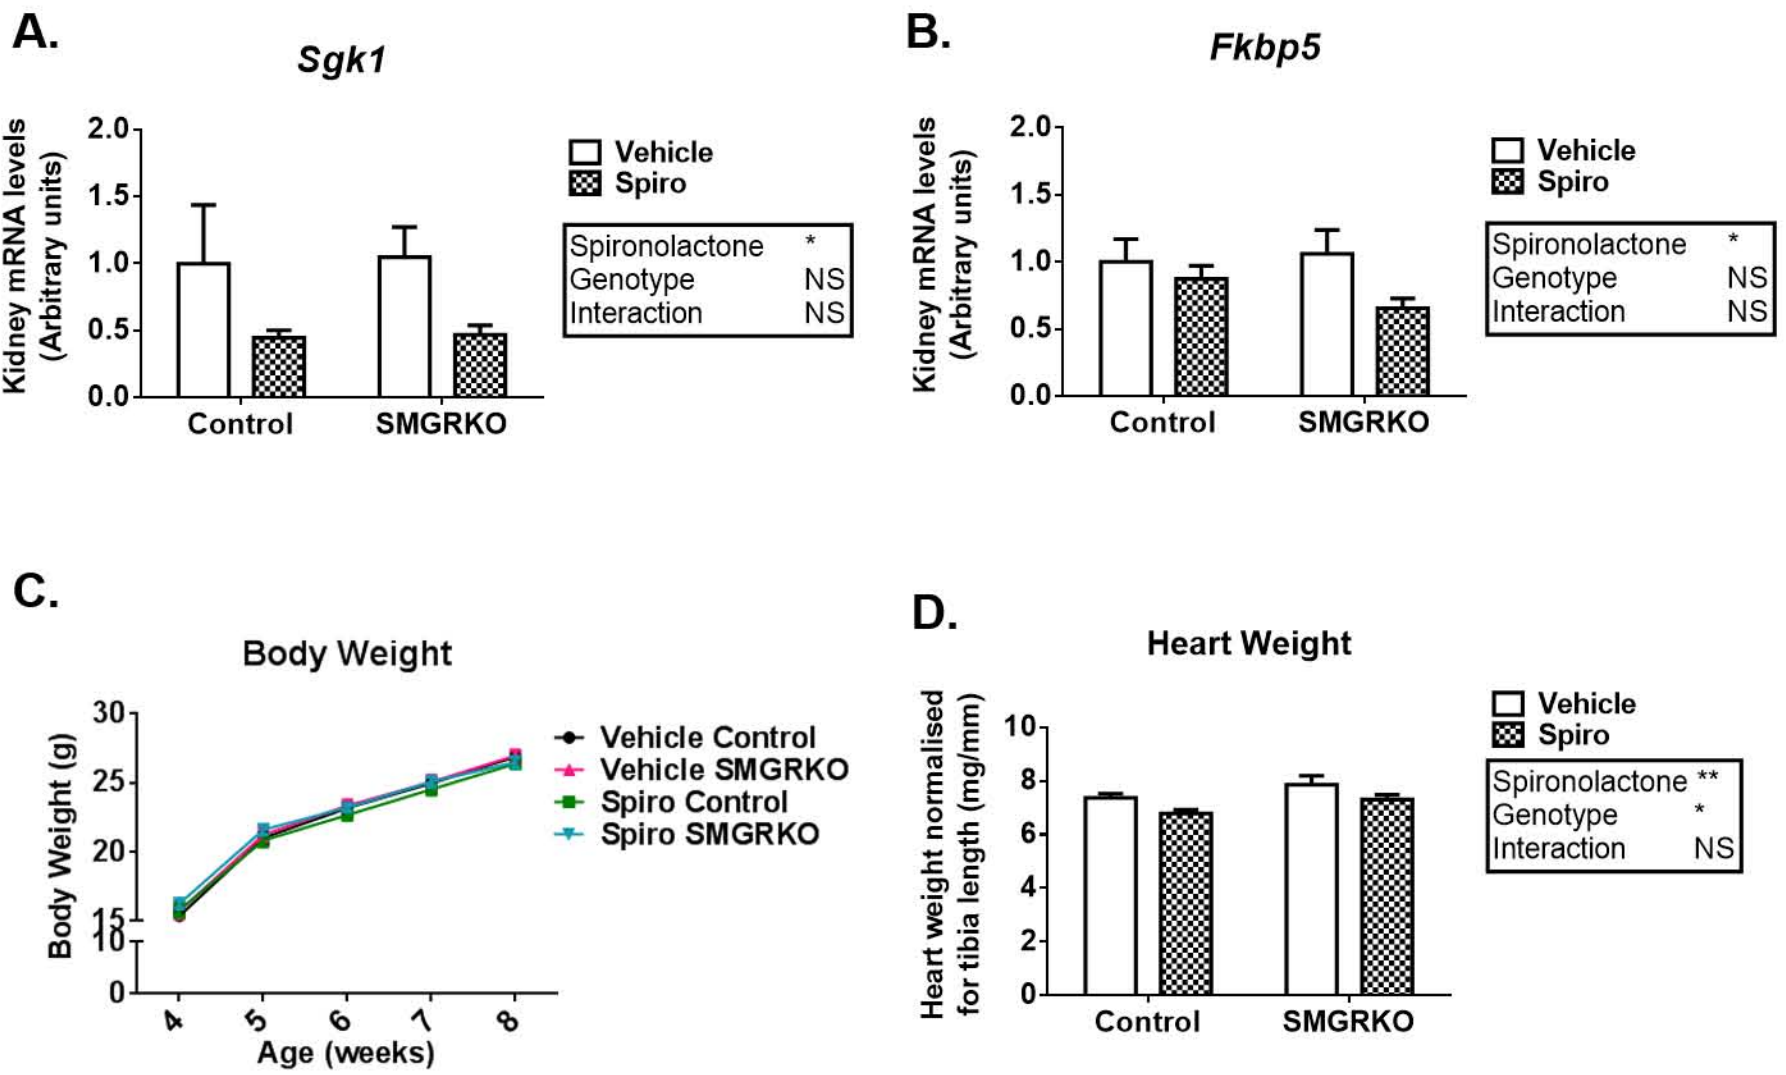 A.
Sgk1
Kidney mRNA levels
(Arbitrary units)
2.0
1.5
1.0
0.5
0.0
Control
SMGRKO
Vehicle
Spiro
Spironolactone *
Genotype NS
Interaction NS
B.
Fkbp5
Kidney mRNA levels
(Arbitrary units)
2.0
1.5
1.0
0.5
0.0
Control
SMGRKO
Vehicle
Spiro
Spironolactone *
Genotype NS
Interaction NS
C.
Body Weight
Body Weight (g)
30
25
20
15
10
0
4
5
6
7
8
Age (weeks)
Vehicle Control
Vehicle SMGRKO
Spiro Control
Spiro SMGRKO
D.
Heart Weight
Heart weight normalised
for tibia length (mg/mm)
10
8
6
4
2
0
Control
SMGRKO
Vehicle
Spiro
Spironolactone **
Genotype *
Interaction NS